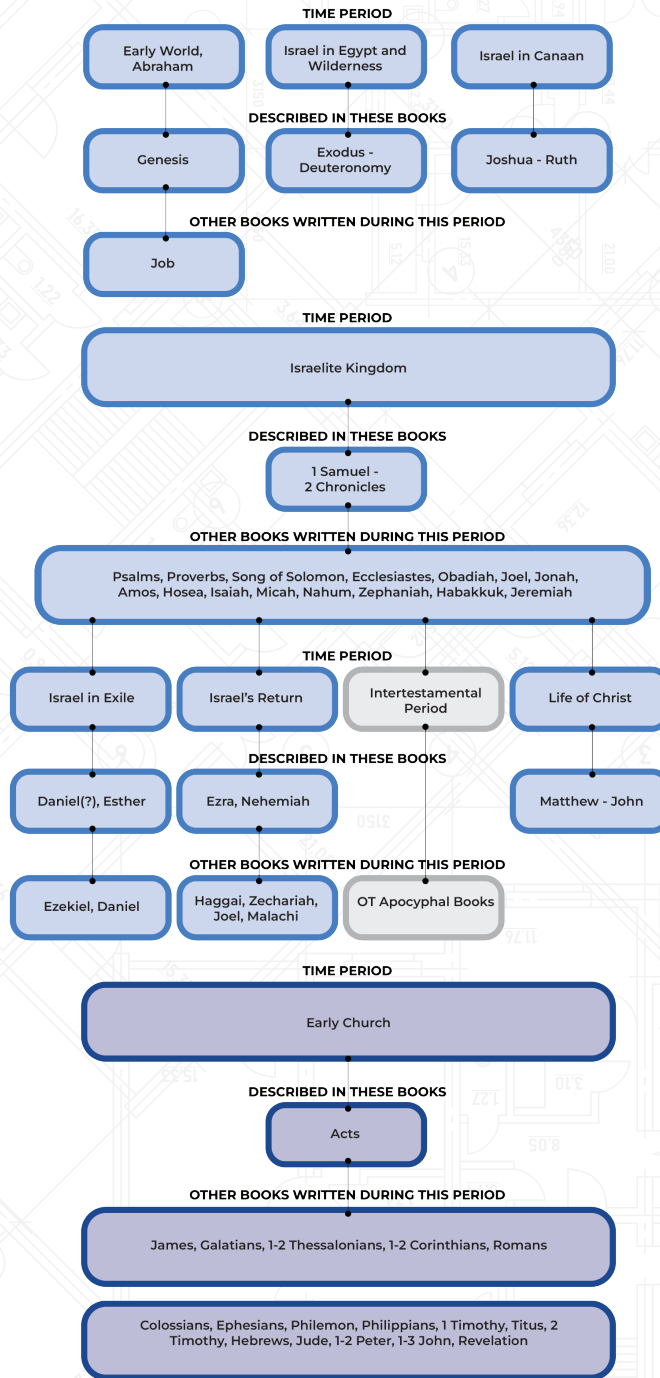 TIME PERIOD
Early World,
Abraham
Israel in Egypt and
Wilderness
Israel in Canaan
DESCRIBED IN THESE BOOKS
Genesis
Exodus -
Deuteronomy
Joshua - Ruth
OTHER BOOKS WRITTEN DURING THIS PERIOD
Job
TIME PERIOD
Israelite Kingdom
DESCRIBED IN THESE BOOKS
1 Samuel -
2 Chronicles
OTHER BOOKS WRITTEN DURING THIS PERIOD
Psalms, Proverbs, Song of Solomon, Ecclesiastes, Obadiah, Joel, Jonah,
Amos, Hosea, Isaiah, Micah, Nahum, Zephaniah, Habakkuk, Jeremiah
TIME PERIOD
Israel in Exile
Israel's Return
Intertestamental
Period
Life of Christ
DESCRIBED IN THESE BOOKS
Daniel(?), Esther
Ezra, Nehemiah
Matthew - John
OTHER BOOKS WRITTEN DURING THIS PERIOD
Ezekiel, Daniel
Haggai, Zechariah,
Joel, Malachi
OT Apocyphal Books
TIME PERIOD
Early Church
DESCRIBED IN THESE BOOKS
Acts
OTHER BOOKS WRITTEN DURING THIS PERIOD
James, Galatians, 1-2 Thessalonians, 1-2 Corinthians, Romans
Colossians, Ephesians, Philemon, Philippians, 1 Timothy, Titus, 2
Timothy, Hebrews, Jude, 1-2 Peter, 1-3 John, Revelation